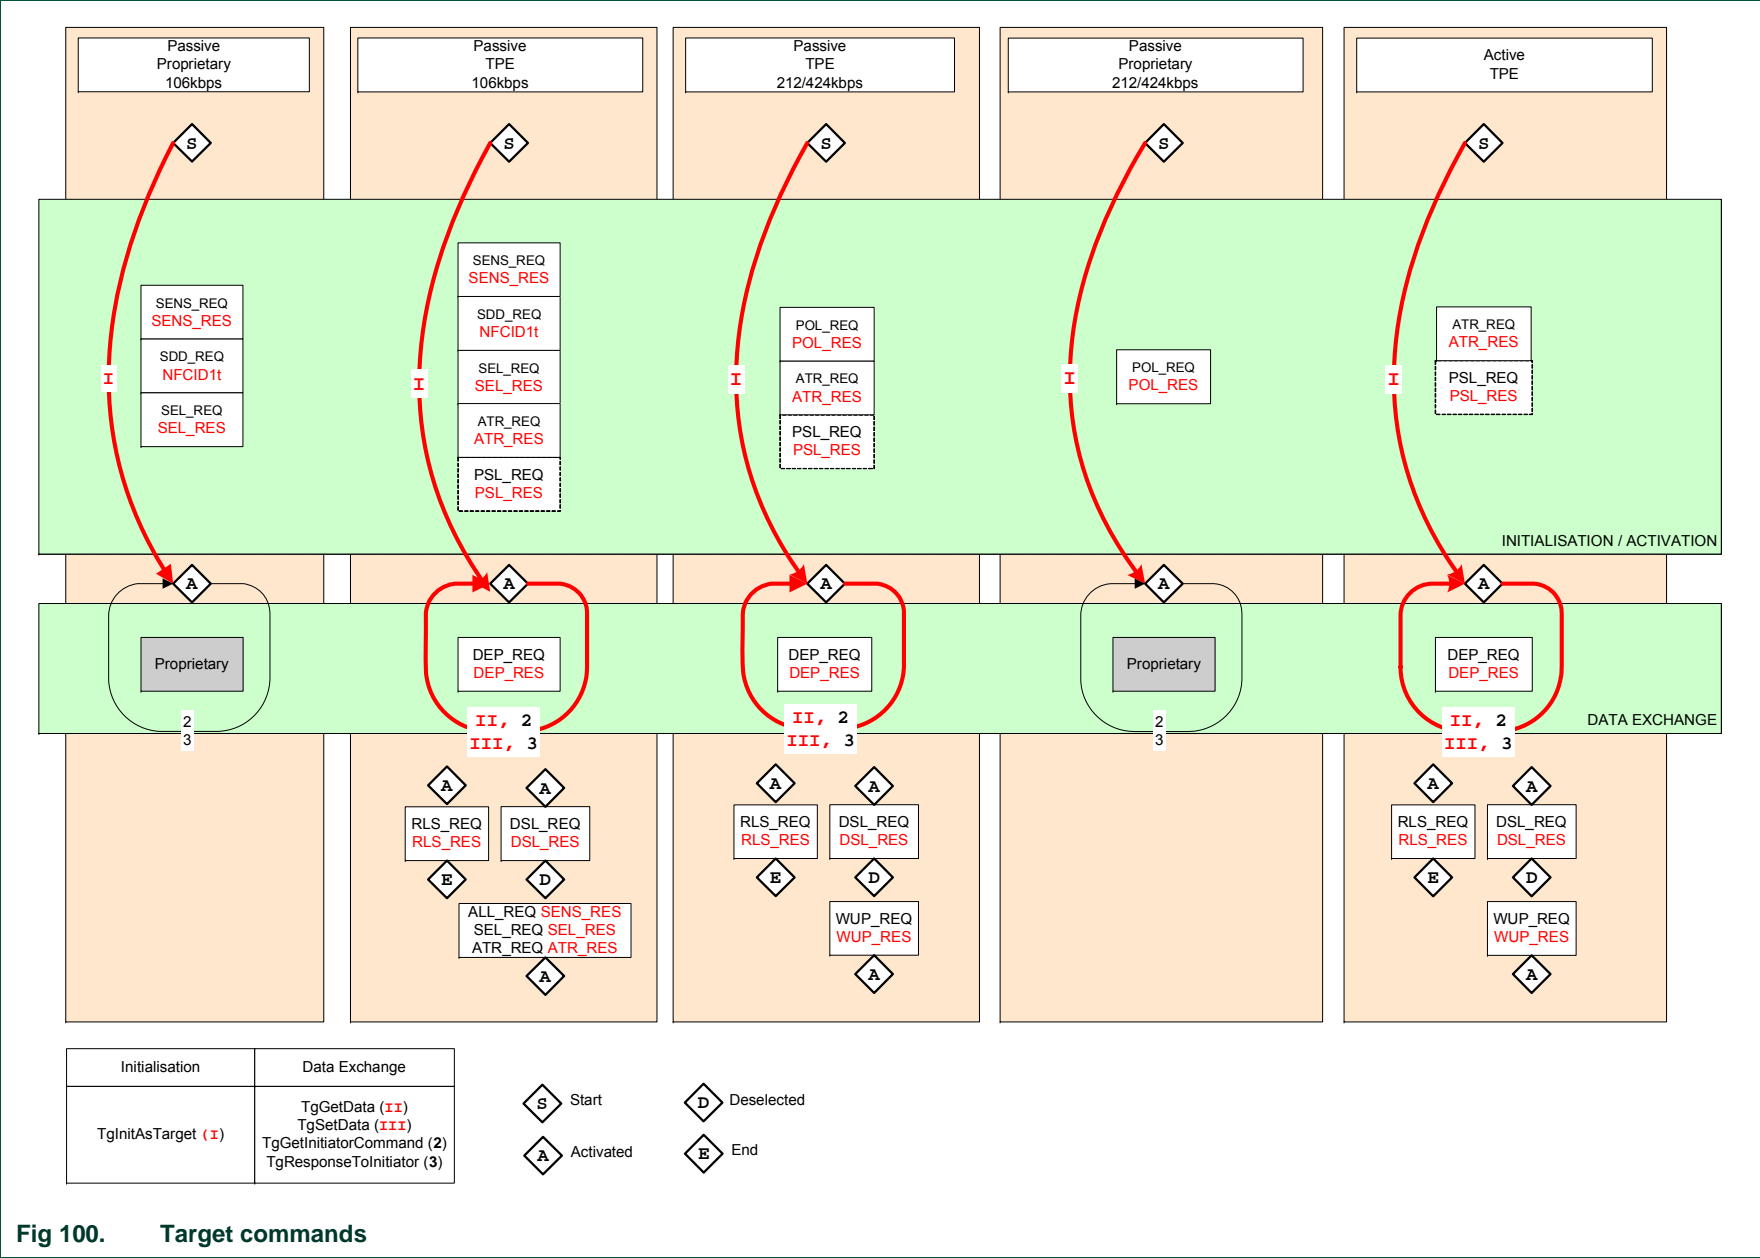 Passive
Proprietary
106kbps
Passive
TPE
106kbps
Passive
TPE
212/424kbps
Passive
Proprietary
212/424kbps
Active
TPE
S
S
S
S
S
SENS_REQ
SENS_RES
SDD_REQ
NFCID1t
SEL_REQ
SEL_RES
I
SENS_REQ
SENS_RES
SDD_REQ
NFCID1t
SEL_REQ
SEL_RES
ATR_REQ
ATR_RES
PSL_REQ
PSL_RES
I
POL_REQ
POL_RES
ATR_REQ
ATR_RES
PSL_REQ
PSL_RES
I
POL_REQ
POL_RES
I
ATR_REQ
ATR_RES
PSL_REQ
PSL_RES
I
INITIALISATION / ACTIVATION
A
A
A
A
A
Proprietary
2
3
DEP_REQ
DEP_RES
II, 2
III, 3
DEP_REQ
DEP_RES
II, 2
III, 3
Proprietary
2
3
DEP_REQ
DEP_RES
II, 2
III, 3
DATA EXCHANGE
A
RLS_REQ
RLS_RES
E
A
DSL_REQ
DSL_RES
D
ALL_REQ SENS_RES
SEL_REQ SEL_RES
ATR_REQ ATR_RES
A
A
RLS_REQ
RLS_RES
E
A
DSL_REQ
DSL_RES
D
WUP_REQ
WUP_RES
A
A
RLS_REQ
RLS_RES
E
A
DSL_REQ
DSL_RES
D
WUP_REQ
WUP_RES
A
Initialisation
Data Exchange
TgInitAsTarget (I)
TgGetData (II)
TgSetData (III)
TgGetInitiatorCommand (2)
TgResponseToInitiator (3)
S Start
D Deselected
A Activated
E End
Fig 100. Target commands